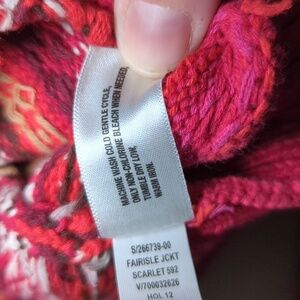 MACHINE WASH COLD GENTLE CYCLE,
ONLY NON-CHLORINE BLEACH WHEN NEEDED
TUMBLE DRY LOW.
WARM IRON.
S/266739-00
FAIRISLE JCKT
SCARLET 592
V/700032626
HOL 12